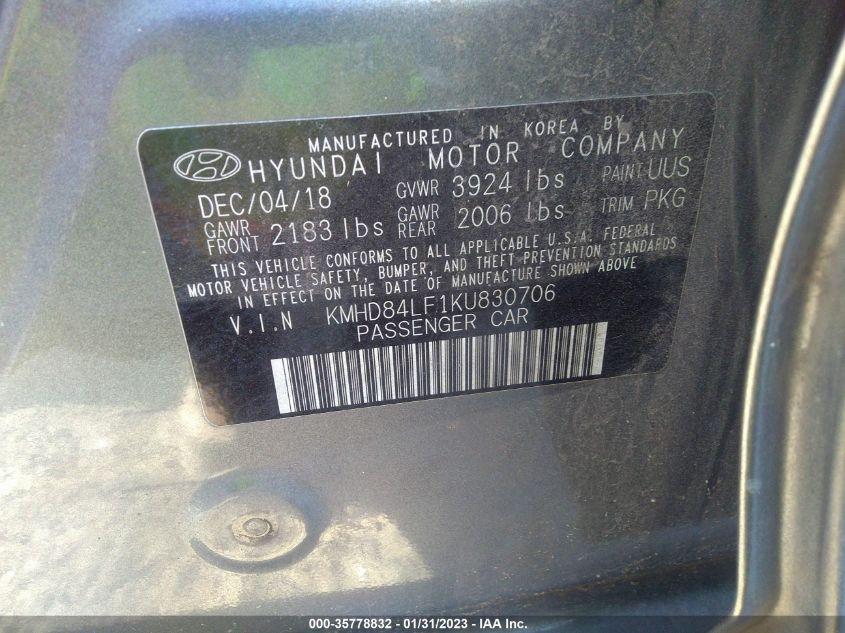 MANUFACTURED IN KOREA BY
HYUNDAI MOTOR COMPANY
DEC/04/18 GVWR 3924 lbs PAINT UUS
GAWR FRONT 2183 lbs GAWR REAR 2006 lbs TRIM PKG
THIS VEHICLE CONFORMS TO ALL APPLICABLE U.S.A. FEDERAL
MOTOR VEHICLE SAFETY, BUMPER, AND THEFT PREVENTION STANDARDS
IN EFFECT ON THE DATE OF MANUFACTURE SHOWN ABOVE
V.I.N KMHD84LF1KU830706
PASSENGER CAR
000-35778832 - 01/31/2023 - IAA Inc.